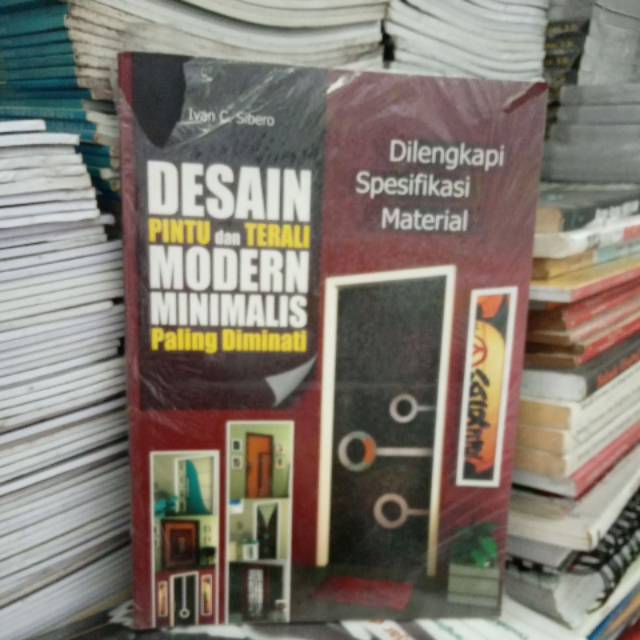 Ivan C. Sibero
DESAIN
PINTU dan TERALI
MODERN
MINIMALIS
Paling Diminati
Dilengkapi
Spesifikasi
Material